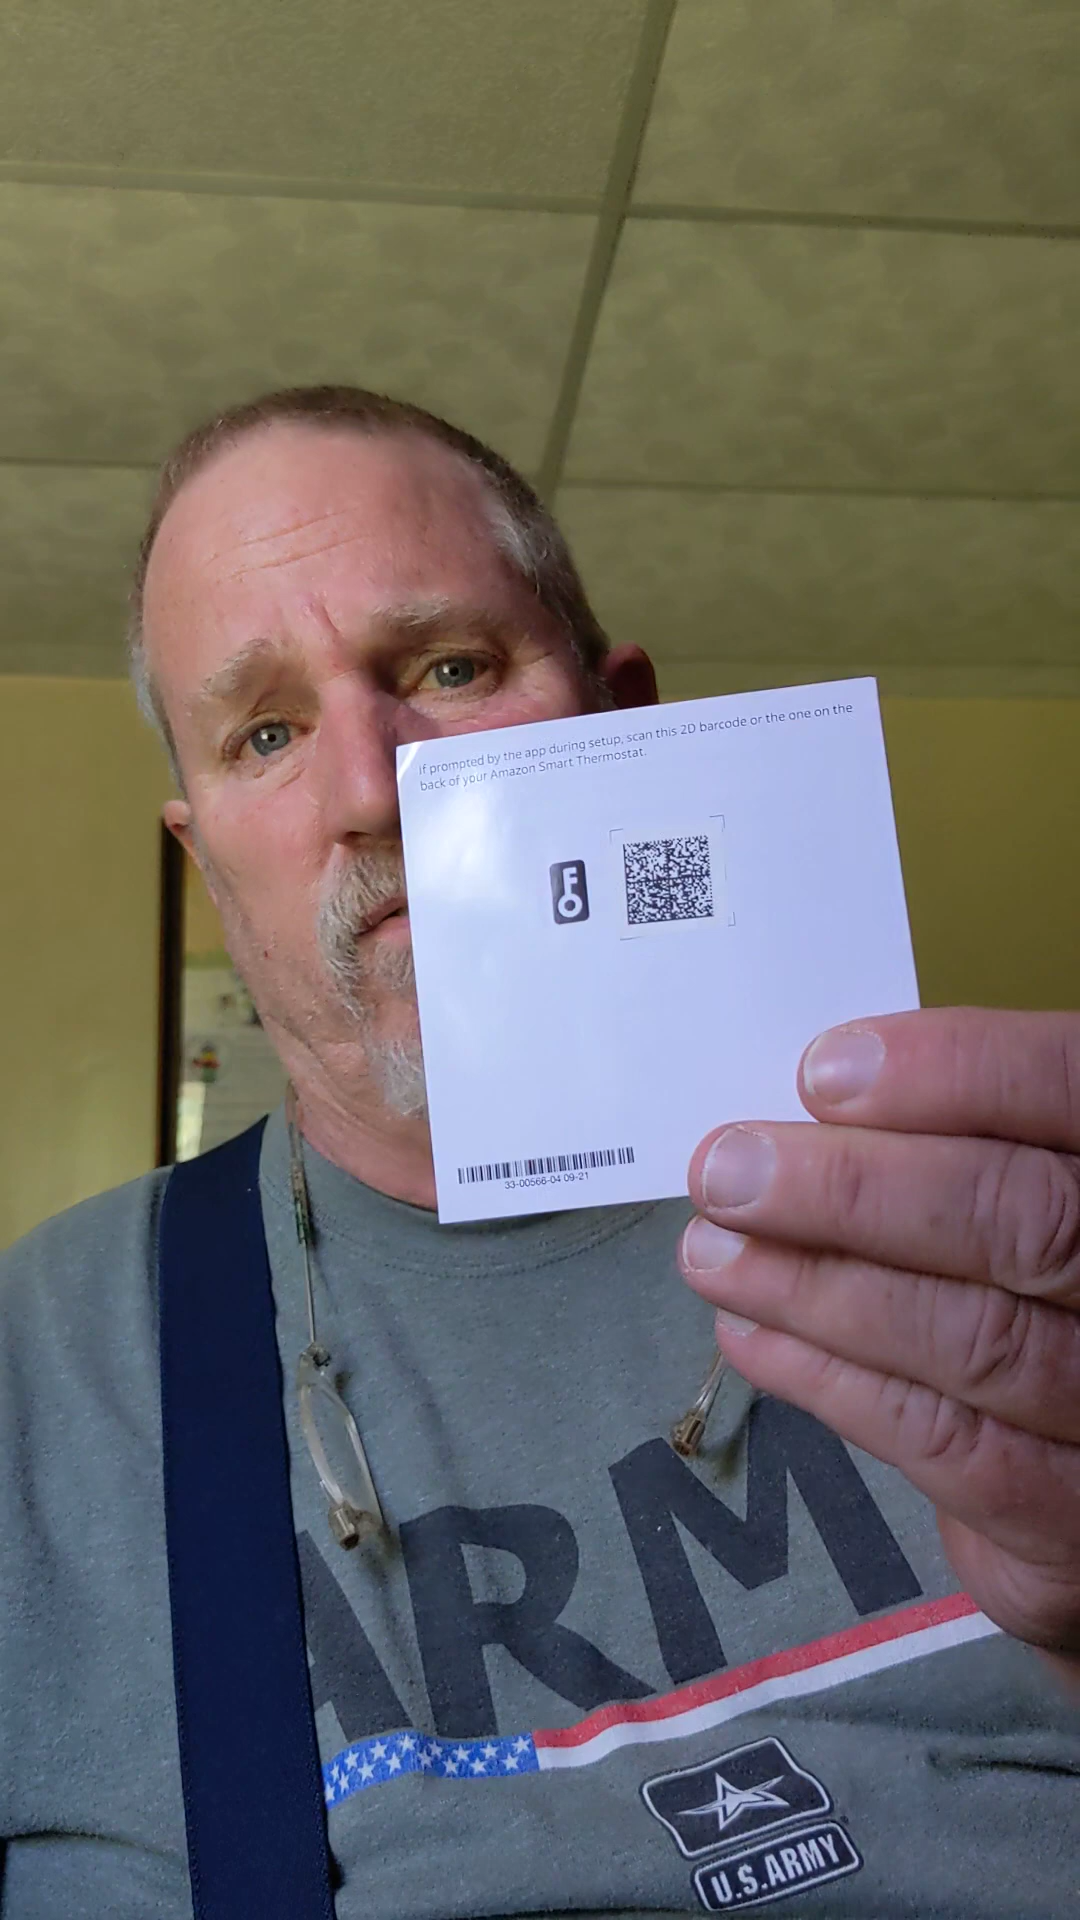 If prompted by the app during setup, scan this 2D barcode or the one on the
back of your Amazon Smart Thermostat.
33-00566-04 09-21
ARM
U.S.ARMY